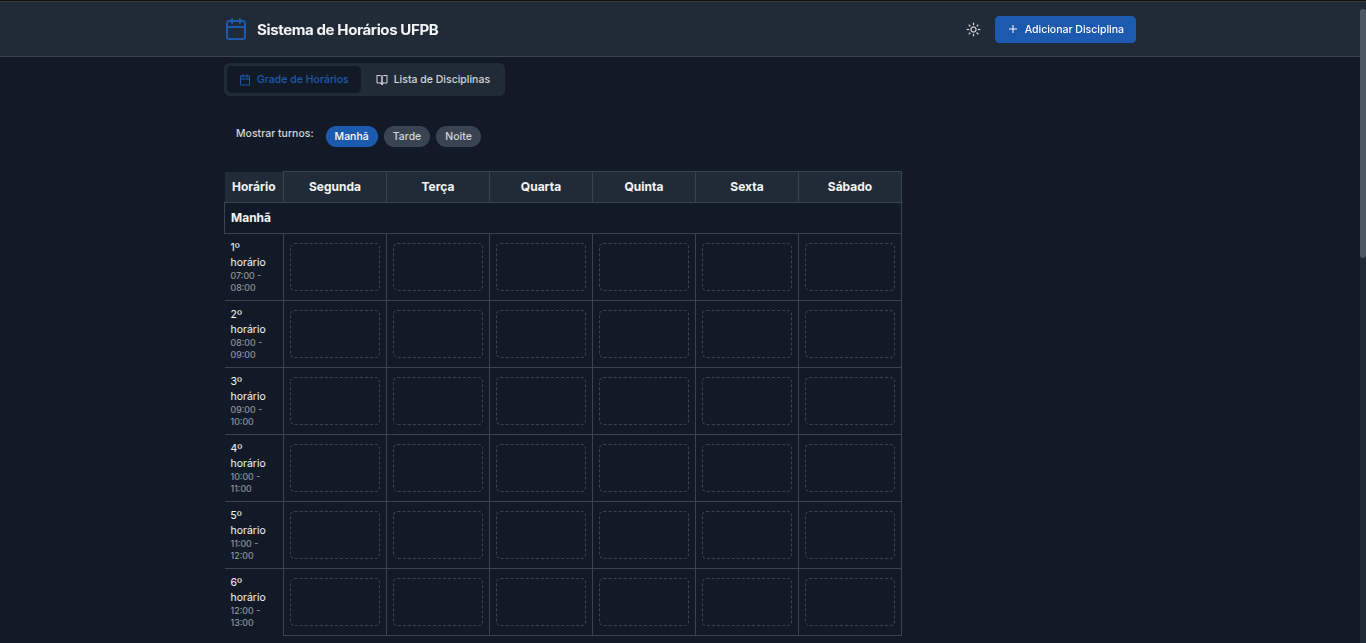 Sistema de Horários UFPB
Adicionar Disciplina
Grade de Horários
Lista de Disciplinas
Mostrar turnos:
Manhã
Tarde
Noite
Horário
Segunda
Terça
Quarta
Quinta
Sexta
Sábado
Manhã
1º
horário
07:00 -
08:00
2º
horário
08:00 -
09:00
3º
horário
09:00 -
10:00
4º
horário
10:00 -
11:00
5º
horário
11:00 -
12:00
6º
horário
12:00 -
13:00